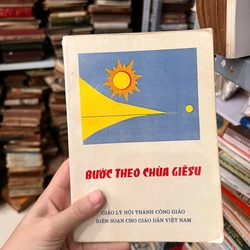 BƯỚC THEO CHÚA GIÊSU
GIÁO LÝ HỘI THÁNH CÔNG GIÁO
BIÊN SOẠN CHO GIÁO DÂN VIỆT NAM